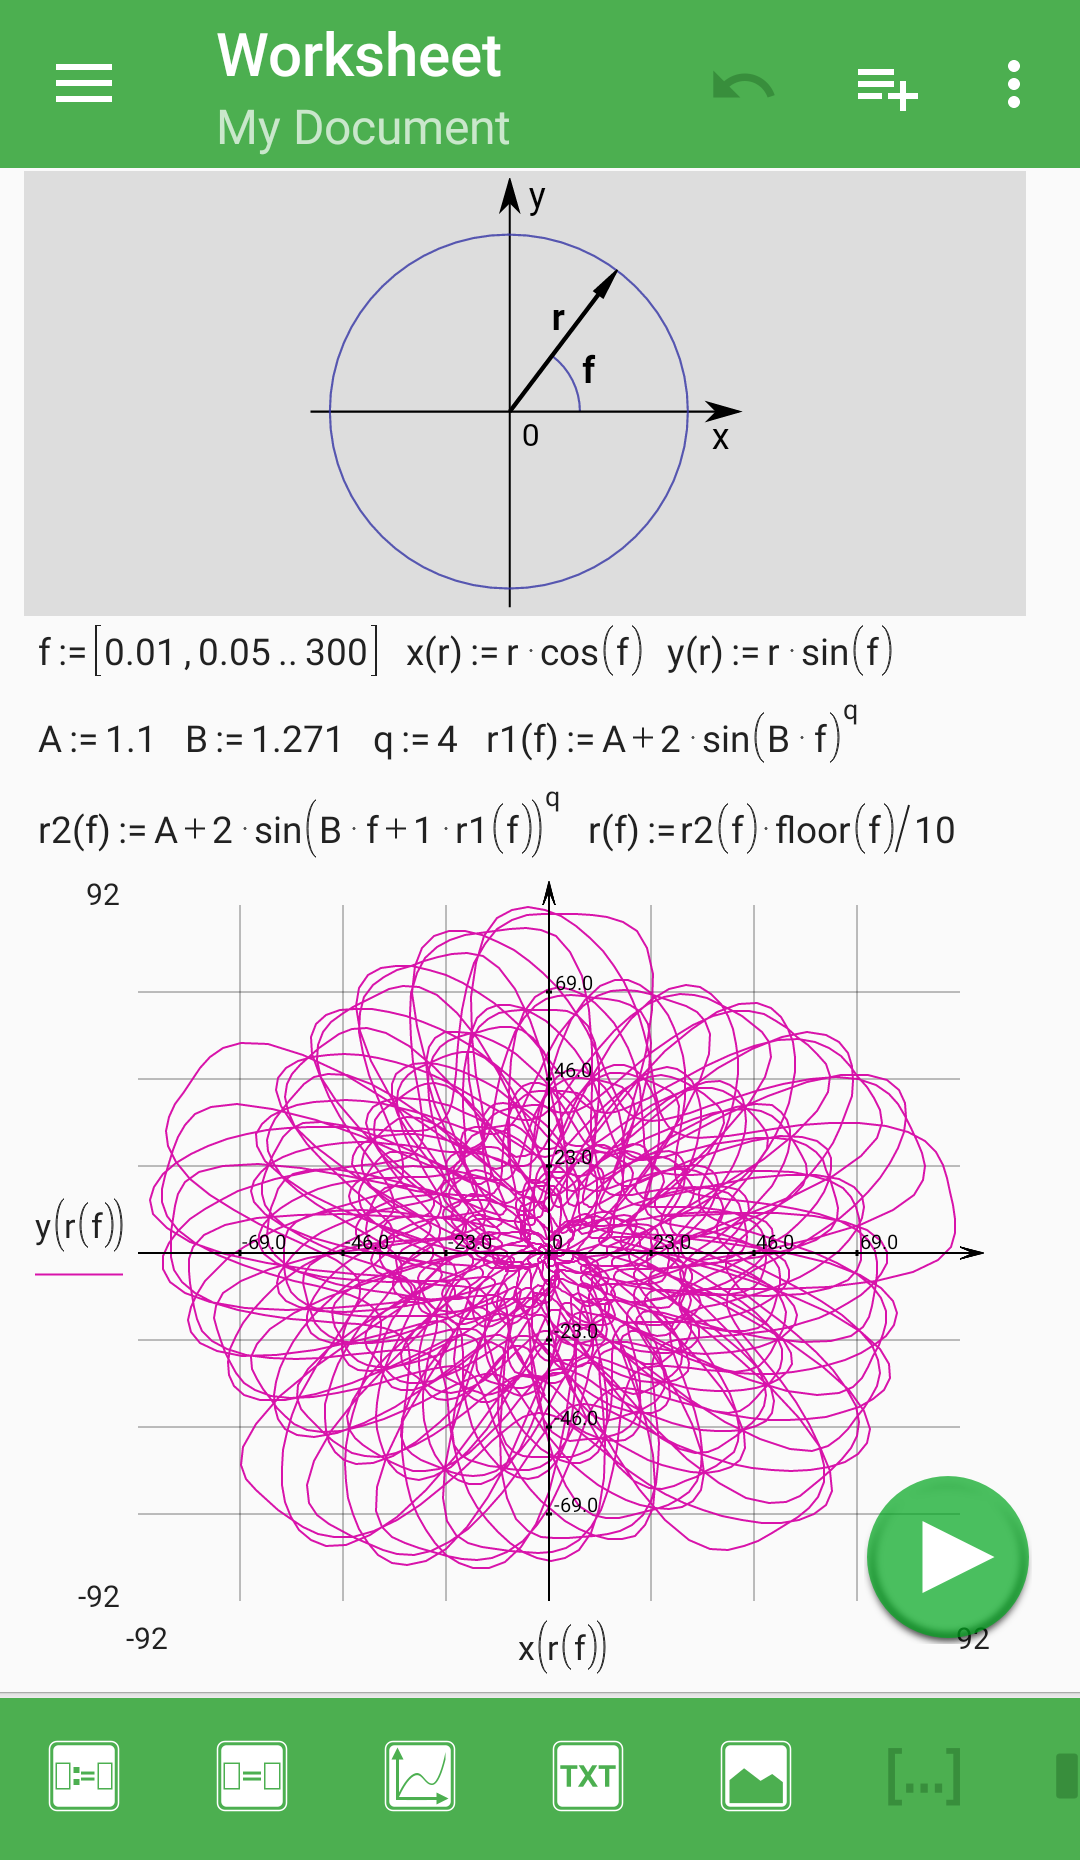 Worksheet
My Document
y
r
f
0
x
f := [0.01 , 0.05 .. 300] x(r) := r · cos(f) y(r) := r · sin(f)
A := 1.1 B := 1.271 q := 4 r1(f) := A + 2 · sin(B · f)^q
r2(f) := A + 2 · sin(B · f + 1 · r1(f))^q r(f) := r2(f) · floor(f)/10
92
69.0
46.0
23.0
y(r(f))
-69.0 -46.0 -23.0 0 23.0 46.0 69.0
-23.0
-46.0
-69.0
-92
-92 x(r(f)) 92
:= = TXT [...]